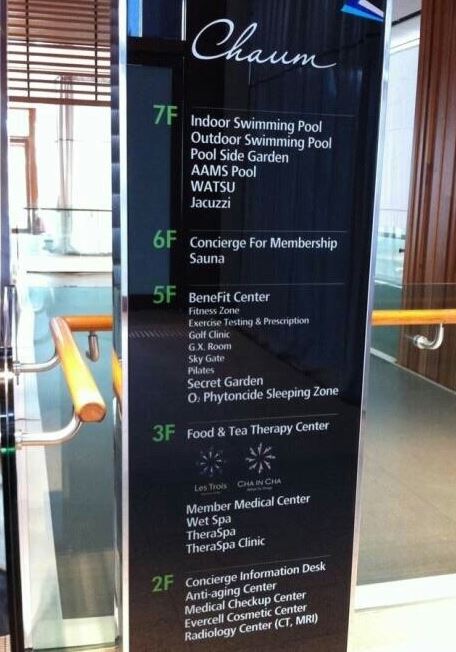 Chaum
7F
Indoor Swimming Pool
Outdoor Swimming Pool
Pool Side Garden
AAMS Pool
WATSU
Jacuzzi
6F
Concierge For Membership
Sauna
5F
BeneFit Center
Fitness Zone
Exercise Testing & Prescription
Golf Clinic
G.X. Room
Sky Gate
Pilates
Secret Garden
O₂ Phytoncide Sleeping Zone
3F
Food & Tea Therapy Center
Les Trois
CHA IN CHA
Member Medical Center
Wet Spa
TheraSpa
TheraSpa Clinic
2F
Concierge Information Desk
Anti-aging Center
Medical Checkup Center
Evercell Cosmetic Center
Radiology Center (CT, MRI)